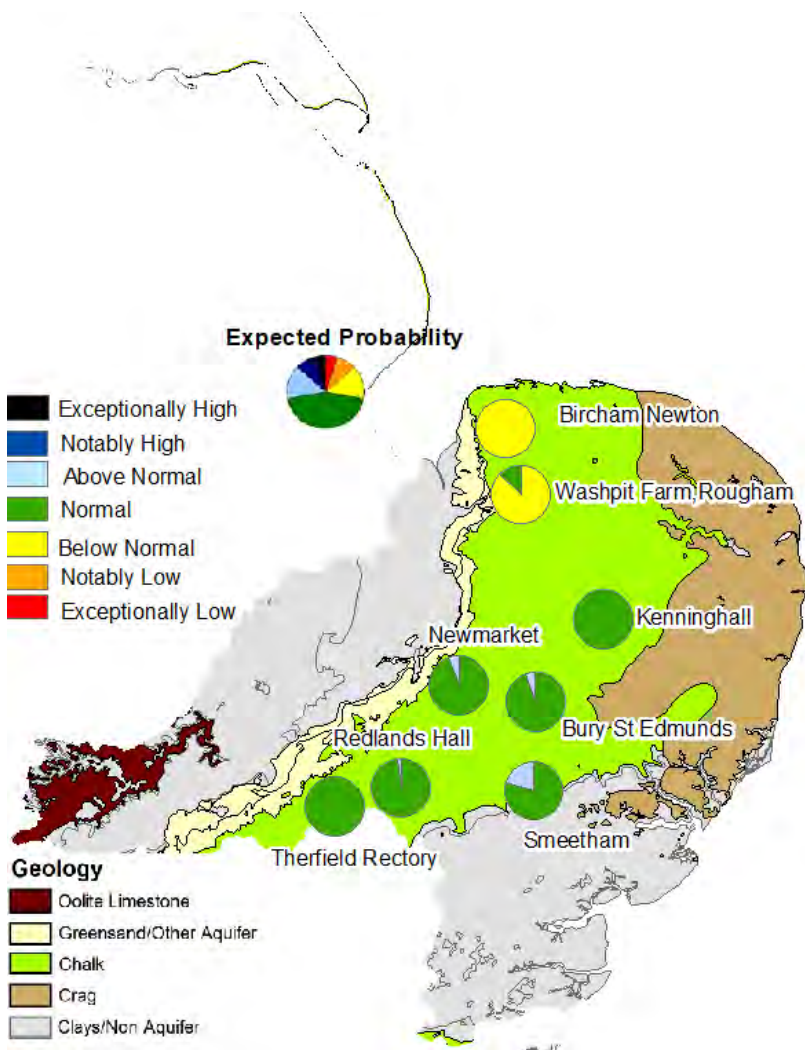 Expected Probability
Exceptionally High
Notably High
Above Normal
Normal
Below Normal
Notably Low
Exceptionally Low
Bircham Newton
Washpit Farm,Rougham
Kenninghall
Newmarket
Bury St Edmunds
Redlands Hall
Smeetham
Therfield Rectory
Geology
Oolite Limestone
Greensand/Other Aquifer
Chalk
Crag
Clays/Non Aquifer